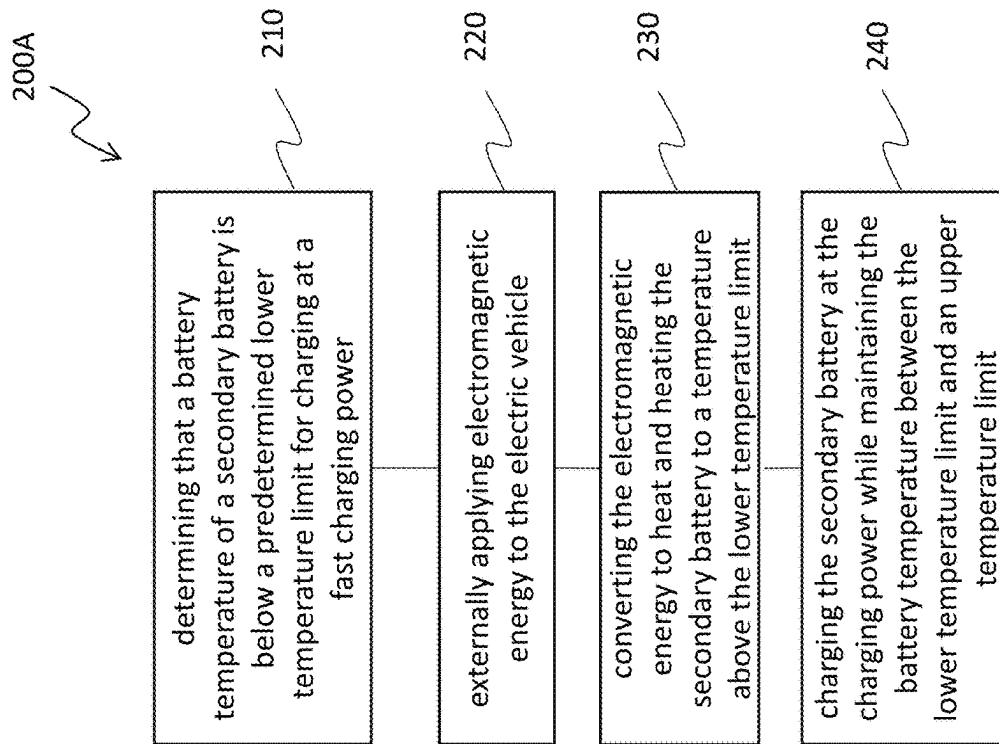 200A
determining that a battery
temperature of a secondary battery is
below a predetermined lower
temperature limit for charging at a
fast charging power
210
externally applying electromagnetic
energy to the electric vehicle
220
converting the electromagnetic
energy to heat and heating the
secondary battery to a temperature
above the lower temperature limit
230
charging the secondary battery at the
charging power while maintaining the
battery temperature between the
lower temperature limit and an upper
temperature limit
240